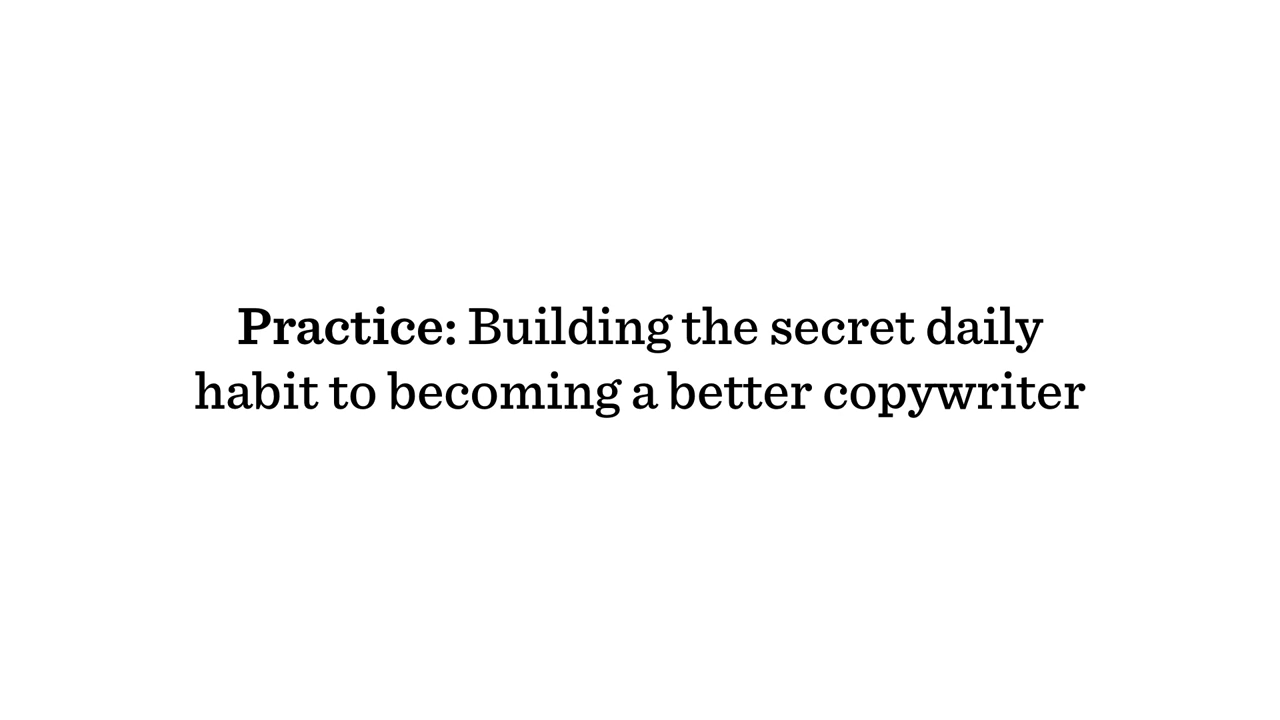 Practice: Building the secret daily
habit to becoming a better copywriter